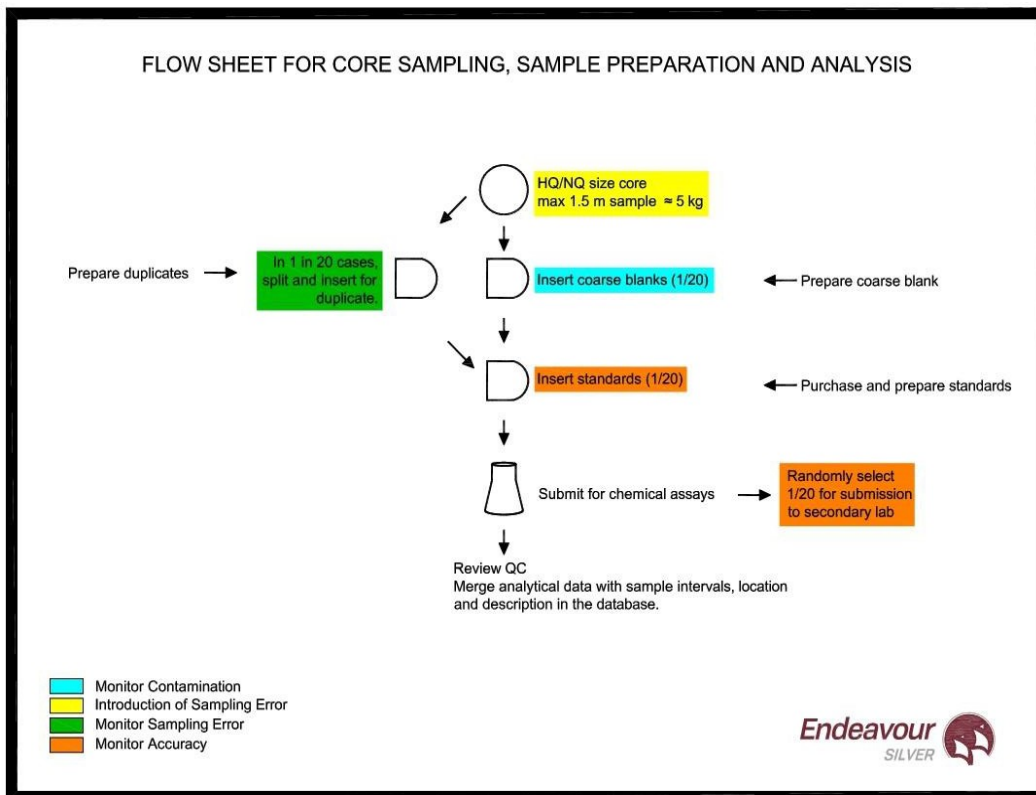 FLOW SHEET FOR CORE SAMPLING, SAMPLE PREPARATION AND ANALYSIS
HQ/NQ size core
max 1.5 m sample ≈ 5 kg
Prepare duplicates
In 1 in 20 cases,
split and insert for
duplicate.
Insert coarse blanks (1/20)
Prepare coarse blank
Insert standards (1/20)
Purchase and prepare standards
Submit for chemical assays
Randomly select
1/20 for submission
to secondary lab
Review QC
Merge analytical data with sample intervals, location
and description in the database.
Monitor Contamination
Introduction of Sampling Error
Monitor Sampling Error
Monitor Accuracy
Endeavour
SILVER